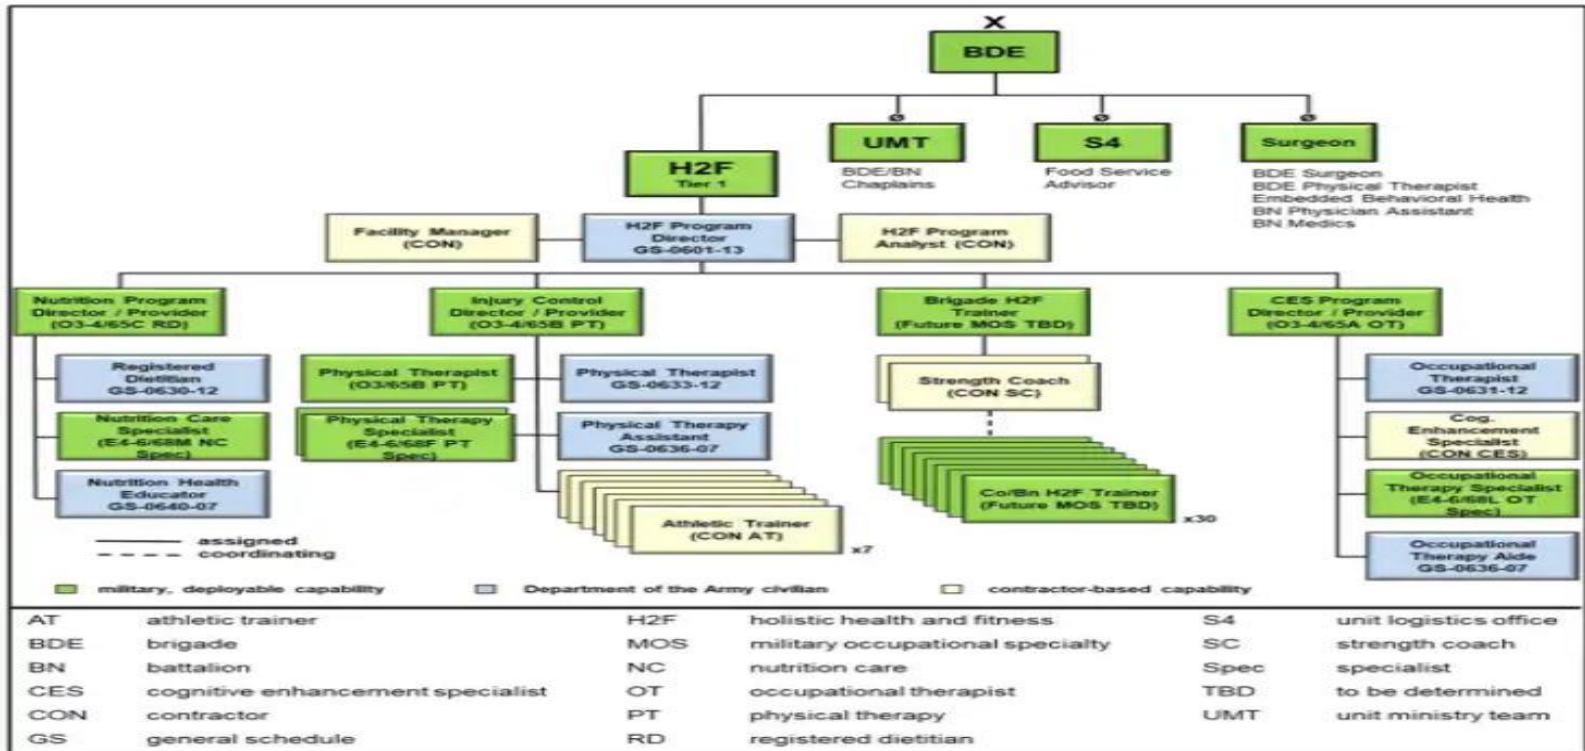 X
BDE
UMT
BDE/BN
Chaplains
S4
Food Service
Advisor
Surgeon
BDE Surgeon
BDE Physical Therapist
Embedded Behavioral Health
BN Physician Assistant
BN Medics
H2F
Tier 1
Facility Manager
(CON)
H2F Program
Director
GS-0601-13
H2F Program
Analyst (CON)
Nutrition Program
Director / Provider
(O3-4/65C RD)
Registered
Dietitian
GS-0630-12
Nutrition Care
Specialist
(E4-6/68M NC
Spec)
Nutrition Health
Educator
GS-0640-07
Injury Control
Director / Provider
(O3-4/65B PT)
Physical Therapist
(O3/65B PT)
Physical Therapy
Specialist
(E4-6/68F PT
Spec)
Physical Therapist
GS-0633-12
Physical Therapy
Assistant
GS-0636-07
Athletic Trainer
(CON AT)
x7
Brigade H2F
Trainer
(Future MOS TBD)
Strength Coach
(CON SC)
Co/Bn H2F Trainer
(Future MOS TBD)
x30
CES Program
Director / Provider
(O3-4/65A OT)
Occupational
Therapist
GS-0631-12
Cog.
Enhancement
Specialist
(CON CES)
Occupational
Therapy Specialist
(E4-6/68L OT
Spec)
Occupational
Therapy Aide
GS-0636-07
assigned
coordinating
military, deployable capability
Department of the Army civilian
contractor-based capability
AT athletic trainer
BDE brigade
BN battalion
CES cognitive enhancement specialist
CON contractor
GS general schedule
H2F holistic health and fitness
MOS military occupational specialty
NC nutrition care
OT occupational therapist
PT physical therapy
RD registered dietitian
S4 unit logistics office
SC strength coach
Spec specialist
TBD to be determined
UMT unit ministry team